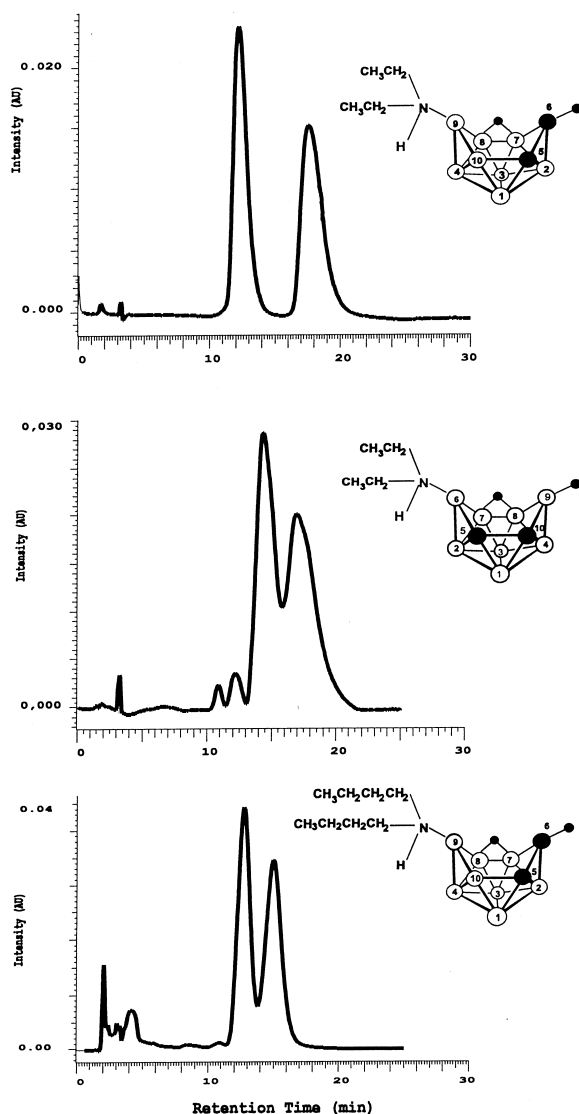 Intensity (AU)
0.020
0.000
0 10 20 30
CH₃CH₂
CH₃CH₂
N
H
9
8
7
6
10
5
4
3
2
1
Intensity (AU)
0,030
0,000
0 10 20 30
CH₃CH₂
CH₃CH₂
N
H
6
7
8
9
5
10
2
3
4
1
Intensity (AU)
0.04
0.00
0 10 20 30
CH₃CH₂CH₂CH₂
CH₃CH₂CH₂CH₂
N
H
9
8
7
6
10
5
4
3
2
1
Retention Time (min)